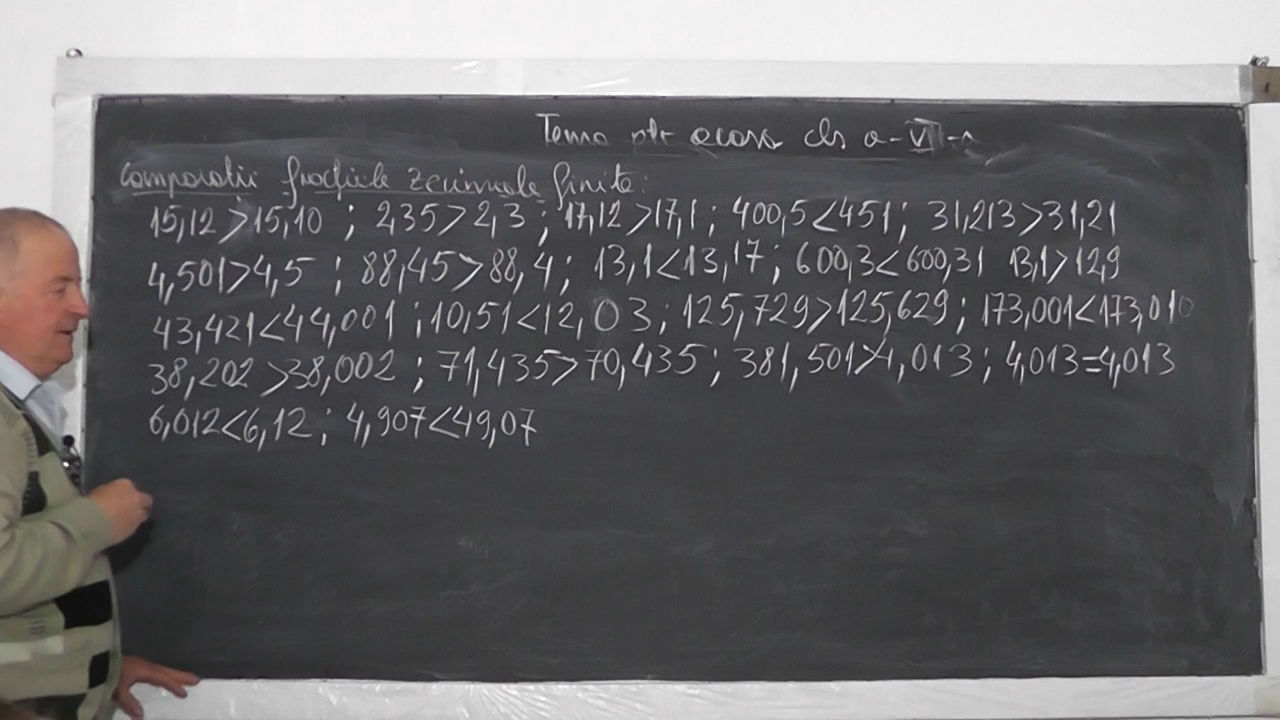 Tema ptr acasa cls a-VI-a
Comparatii fractiile zecimale finite:
15,12>15,10 ; 2,35>2,3 ; 17,12>17,1 ; 400,5<451 ; 31,213>31,21
4,501>4,5 ; 88,45>88,4 ; 13,1<13,17 ; 600,3<600,31 13,1>12,9
43,421<44,001 ; 10,51<12,03 ; 125,729>125,629 ; 173,001<173,010
38,202>38,002 ; 71,435>70,435 ; 381,501>1,013 ; 4,013=4,013
6,012<6,12 ; 4,907<49,07